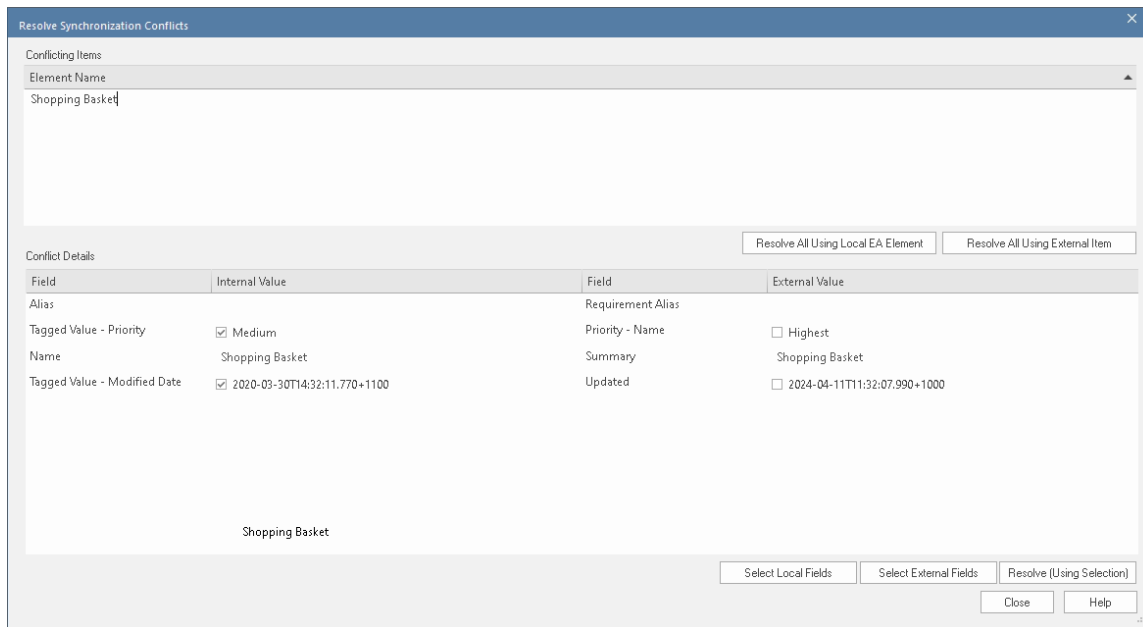 Resolve Synchronization Conflicts
Conflicting Items
Element Name
Shopping Basket
Resolve All Using Local EA Element Resolve All Using External Item
Conflict Details
Field Internal Value Field External Value
Alias Requirement Alias
Tagged Value - Priority Medium Priority - Name Highest
Name Shopping Basket Summary Shopping Basket
Tagged Value - Modified Date 2020-03-30T14:32:11.770+1100 Updated 2024-04-11T11:32:07.990+1000
Shopping Basket
Select Local Fields Select External Fields Resolve (Using Selection)
Close Help